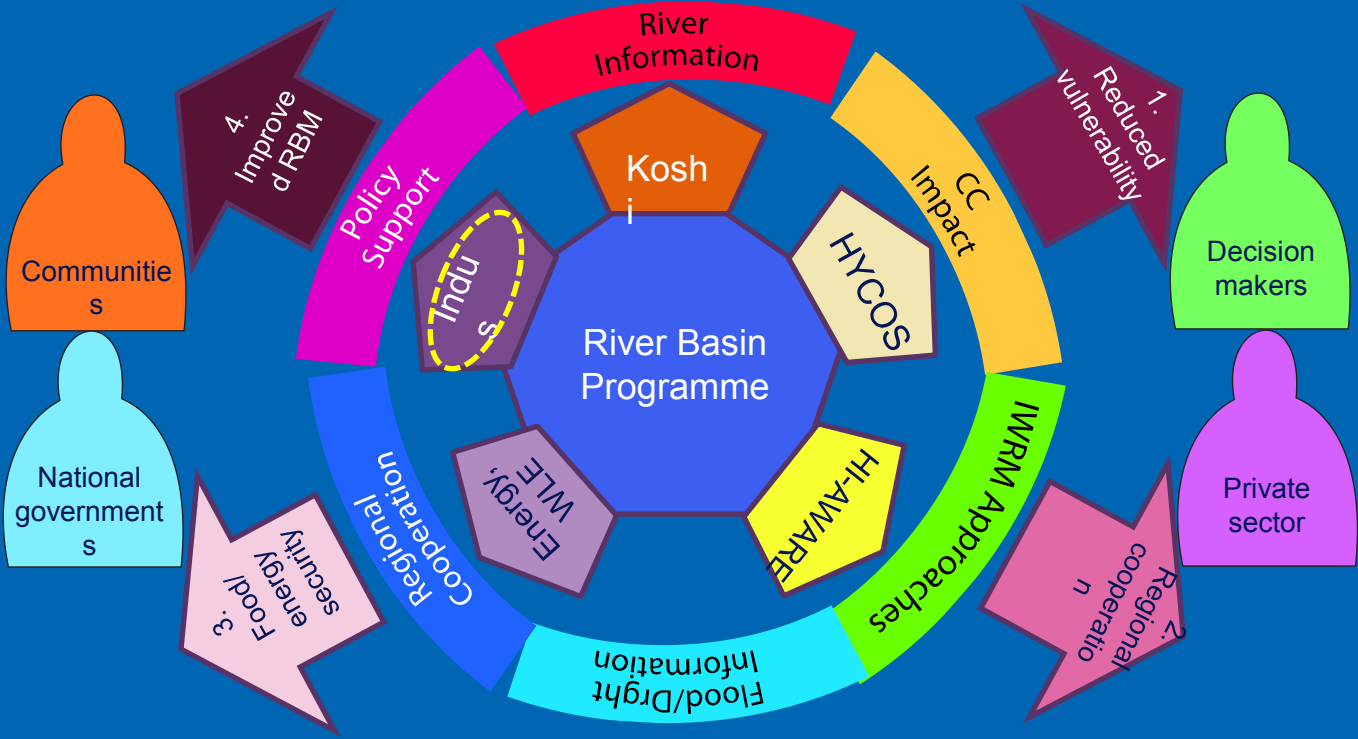 River
Information
4.
Improve
d RBM
1.
Reduced
vulnerability
Policy
Support
Kosh
i
CC
Impact
Communitie
s
Decision
makers
Indu
s
HYCOS
River Basin
Programme
National
government
s
Private
sector
Energy,
WLE
HI-AWARE
IWRM Approaches
Regional
Cooperation
3.
Food/
energy
security
2.
Regional
cooperatio
n
Flood/Drght
Information